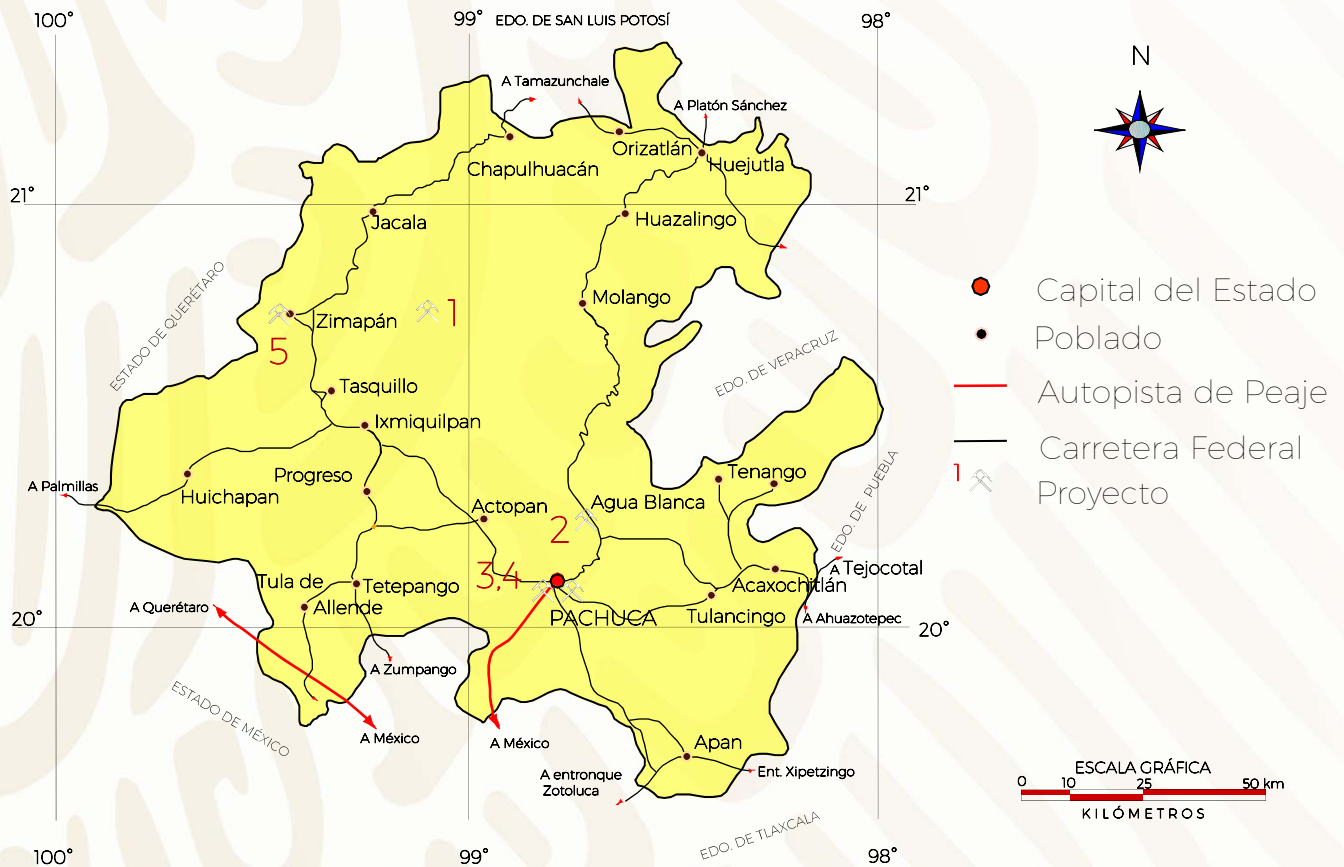 100°
99°
EDO. DE SAN LUIS POTOSÍ
98°
N
A Tamazunchale
A Platón Sánchez
Orizatlán
Chapulhuacán
Huejutla
21°
21°
Jacala
Huazalingo
ESTADO DE QUERÉTARO
Molango
Zimapán
1
5
Capital del Estado
Poblado
Autopista de Peaje
Carretera Federal
1
Proyecto
EDO. DE VERACRUZ
Tasquillo
Ixmiquilpan
Progreso
Tenango
A Palmillas
Huichapan
Actopan
Agua Blanca
2
EDO. DE PUEBLA
3,4
Tula de
Allende
Tetepango
Acaxochitlán
A Tejocotal
A Querétaro
PACHUCA
Tulancingo
A Ahuazotepec
20°
20°
A Zumpango
ESTADO DE MÉXICO
A México
A México
Apan
A entronque
Zotoluca
Ent. Xipetzingo
ESCALA GRÁFICA
0 10 25 50 km
KILÓMETROS
EDO. DE TLAXCALA
100°
99°
98°